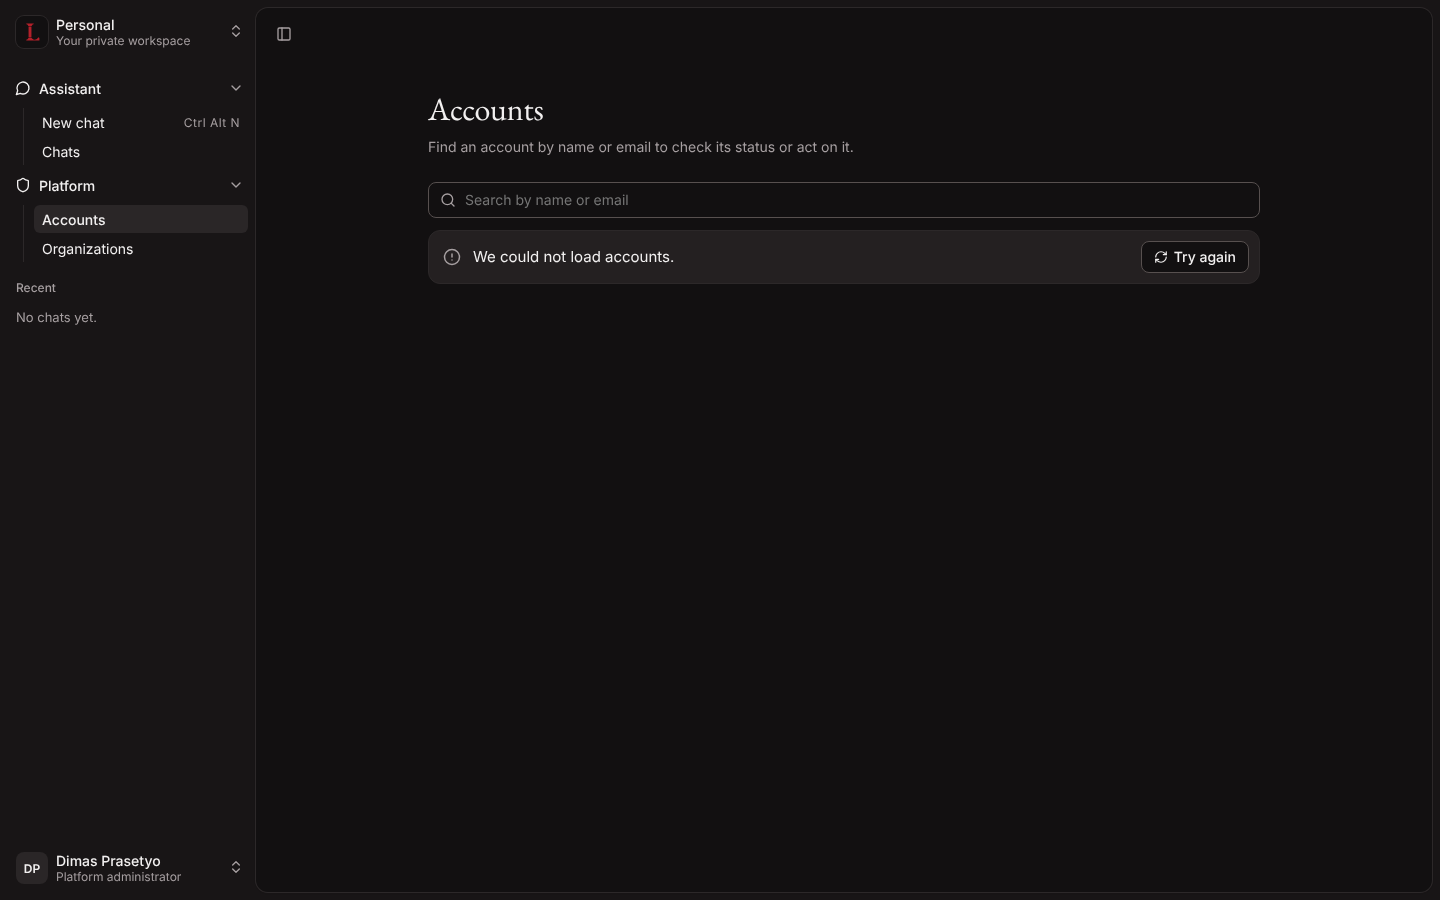 L
Personal
Your private workspace
Assistant
New chat Ctrl Alt N
Chats
Platform
Accounts
Organizations
Recent
No chats yet.
DP
Dimas Prasetyo
Platform administrator
Accounts
Find an account by name or email to check its status or act on it.
Search by name or email
We could not load accounts. Try again